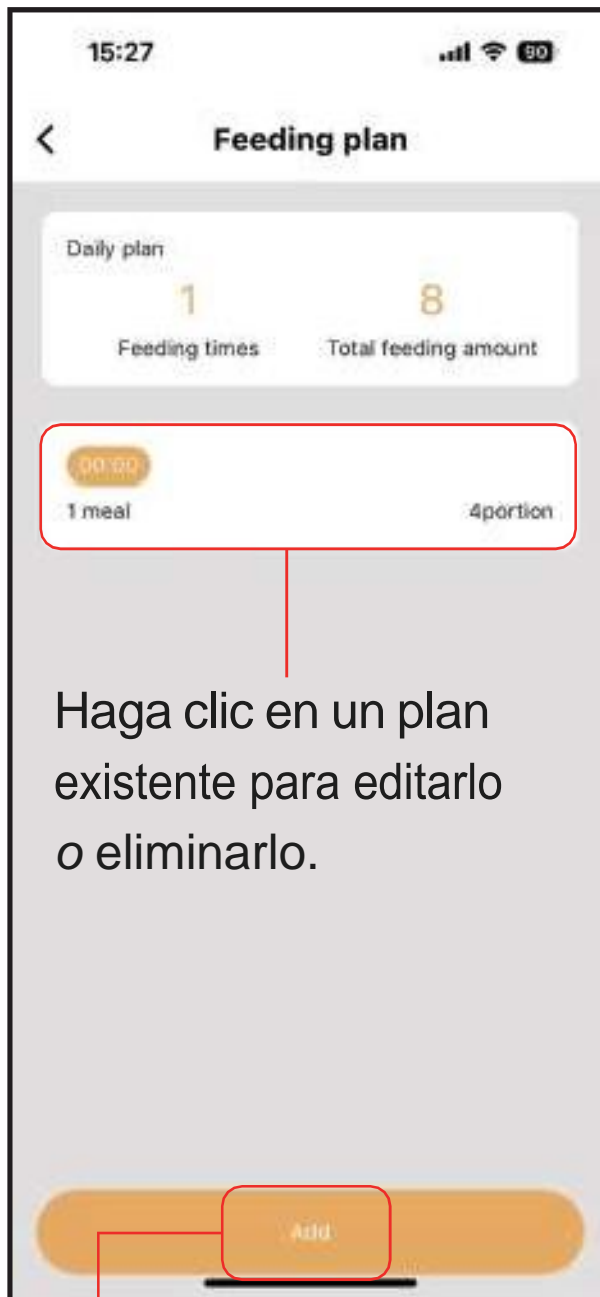 15:27
90
Feeding plan
Daily plan
1 8
Feeding times Total feeding amount
00:00
1 meal 4portion
Haga clic en un plan
existente para editarlo
o eliminarlo.
Add